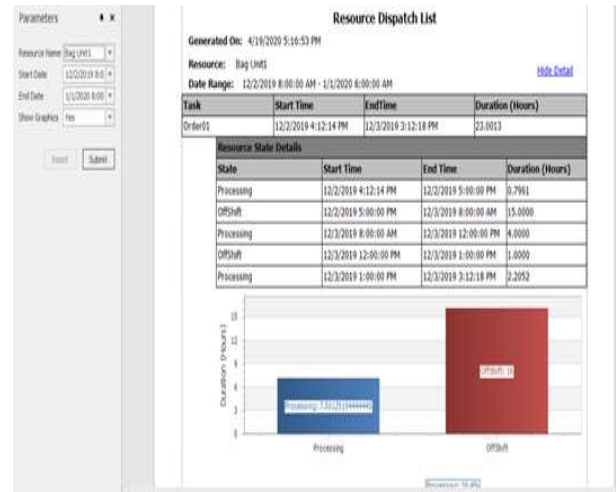 Parameters
Resource Name Bag Unit1
Start Date 12/2/2019 8:0
End Date 1/1/2020 8:00
Show Graphics Yes
Reset Submit
Resource Dispatch List
Generated On: 4/19/2020 5:16:53 PM
Resource: Bag Unit1
Hide Detail
Date Range: 12/2/2019 8:00:00 AM - 1/1/2020 8:00:00 AM
Task Start Time EndTime Duration (Hours)
Order01 12/2/2019 4:12:14 PM 12/3/2019 3:12:18 PM 23.0013
Resource State Details
State Start Time End Time Duration (Hours)
Processing 12/2/2019 4:12:14 PM 12/2/2019 5:00:00 PM 0.7961
OffShift 12/2/2019 5:00:00 PM 12/3/2019 8:00:00 AM 15.0000
Processing 12/3/2019 8:00:00 AM 12/3/2019 12:00:00 PM 4.0000
OffShift 12/3/2019 12:00:00 PM 12/3/2019 1:00:00 PM 1.0000
Processing 12/3/2019 1:00:00 PM 12/3/2019 3:12:18 PM 2.2052
Duration (Hours)
15
12
9
6
3
0
OffShift: 16
Processing OffShift